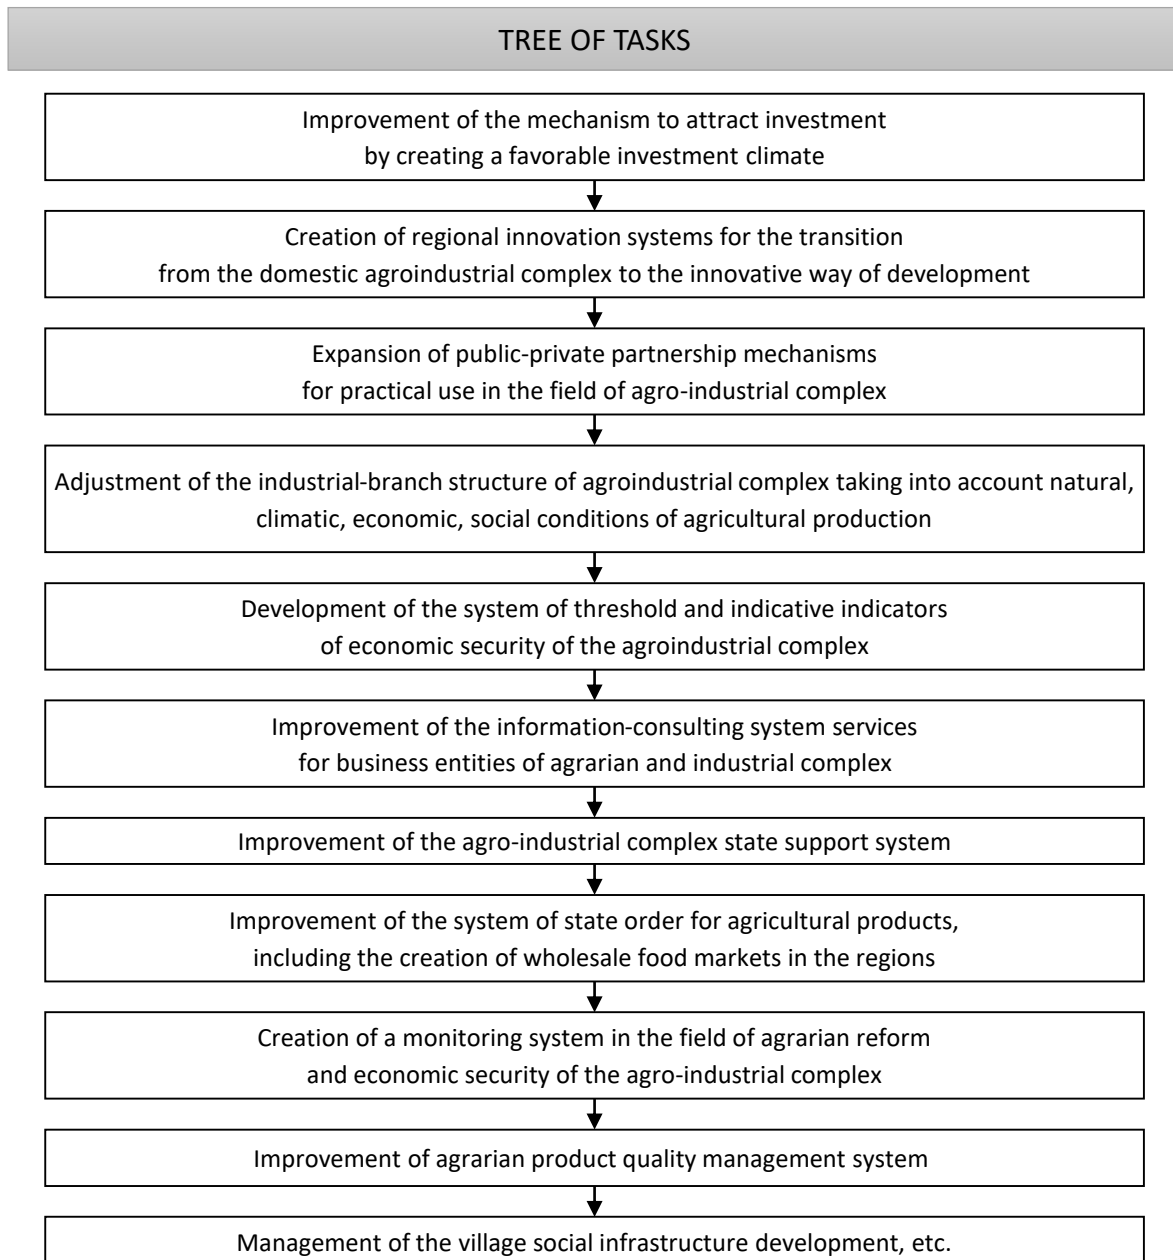 TREE OF TASKS
Improvement of the mechanism to attract investment
by creating a favorable investment climate
Creation of regional innovation systems for the transition
from the domestic agroindustrial complex to the innovative way of development
Expansion of public-private partnership mechanisms
for practical use in the field of agro-industrial complex
Adjustment of the industrial-branch structure of agroindustrial complex taking into account natural,
climatic, economic, social conditions of agricultural production
Development of the system of threshold and indicative indicators
of economic security of the agroindustrial complex
Improvement of the information-consulting system services
for business entities of agrarian and industrial complex
Improvement of the agro-industrial complex state support system
Improvement of the system of state order for agricultural products,
including the creation of wholesale food markets in the regions
Creation of a monitoring system in the field of agrarian reform
and economic security of the agro-industrial complex
Improvement of agrarian product quality management system
Management of the village social infrastructure development, etc.